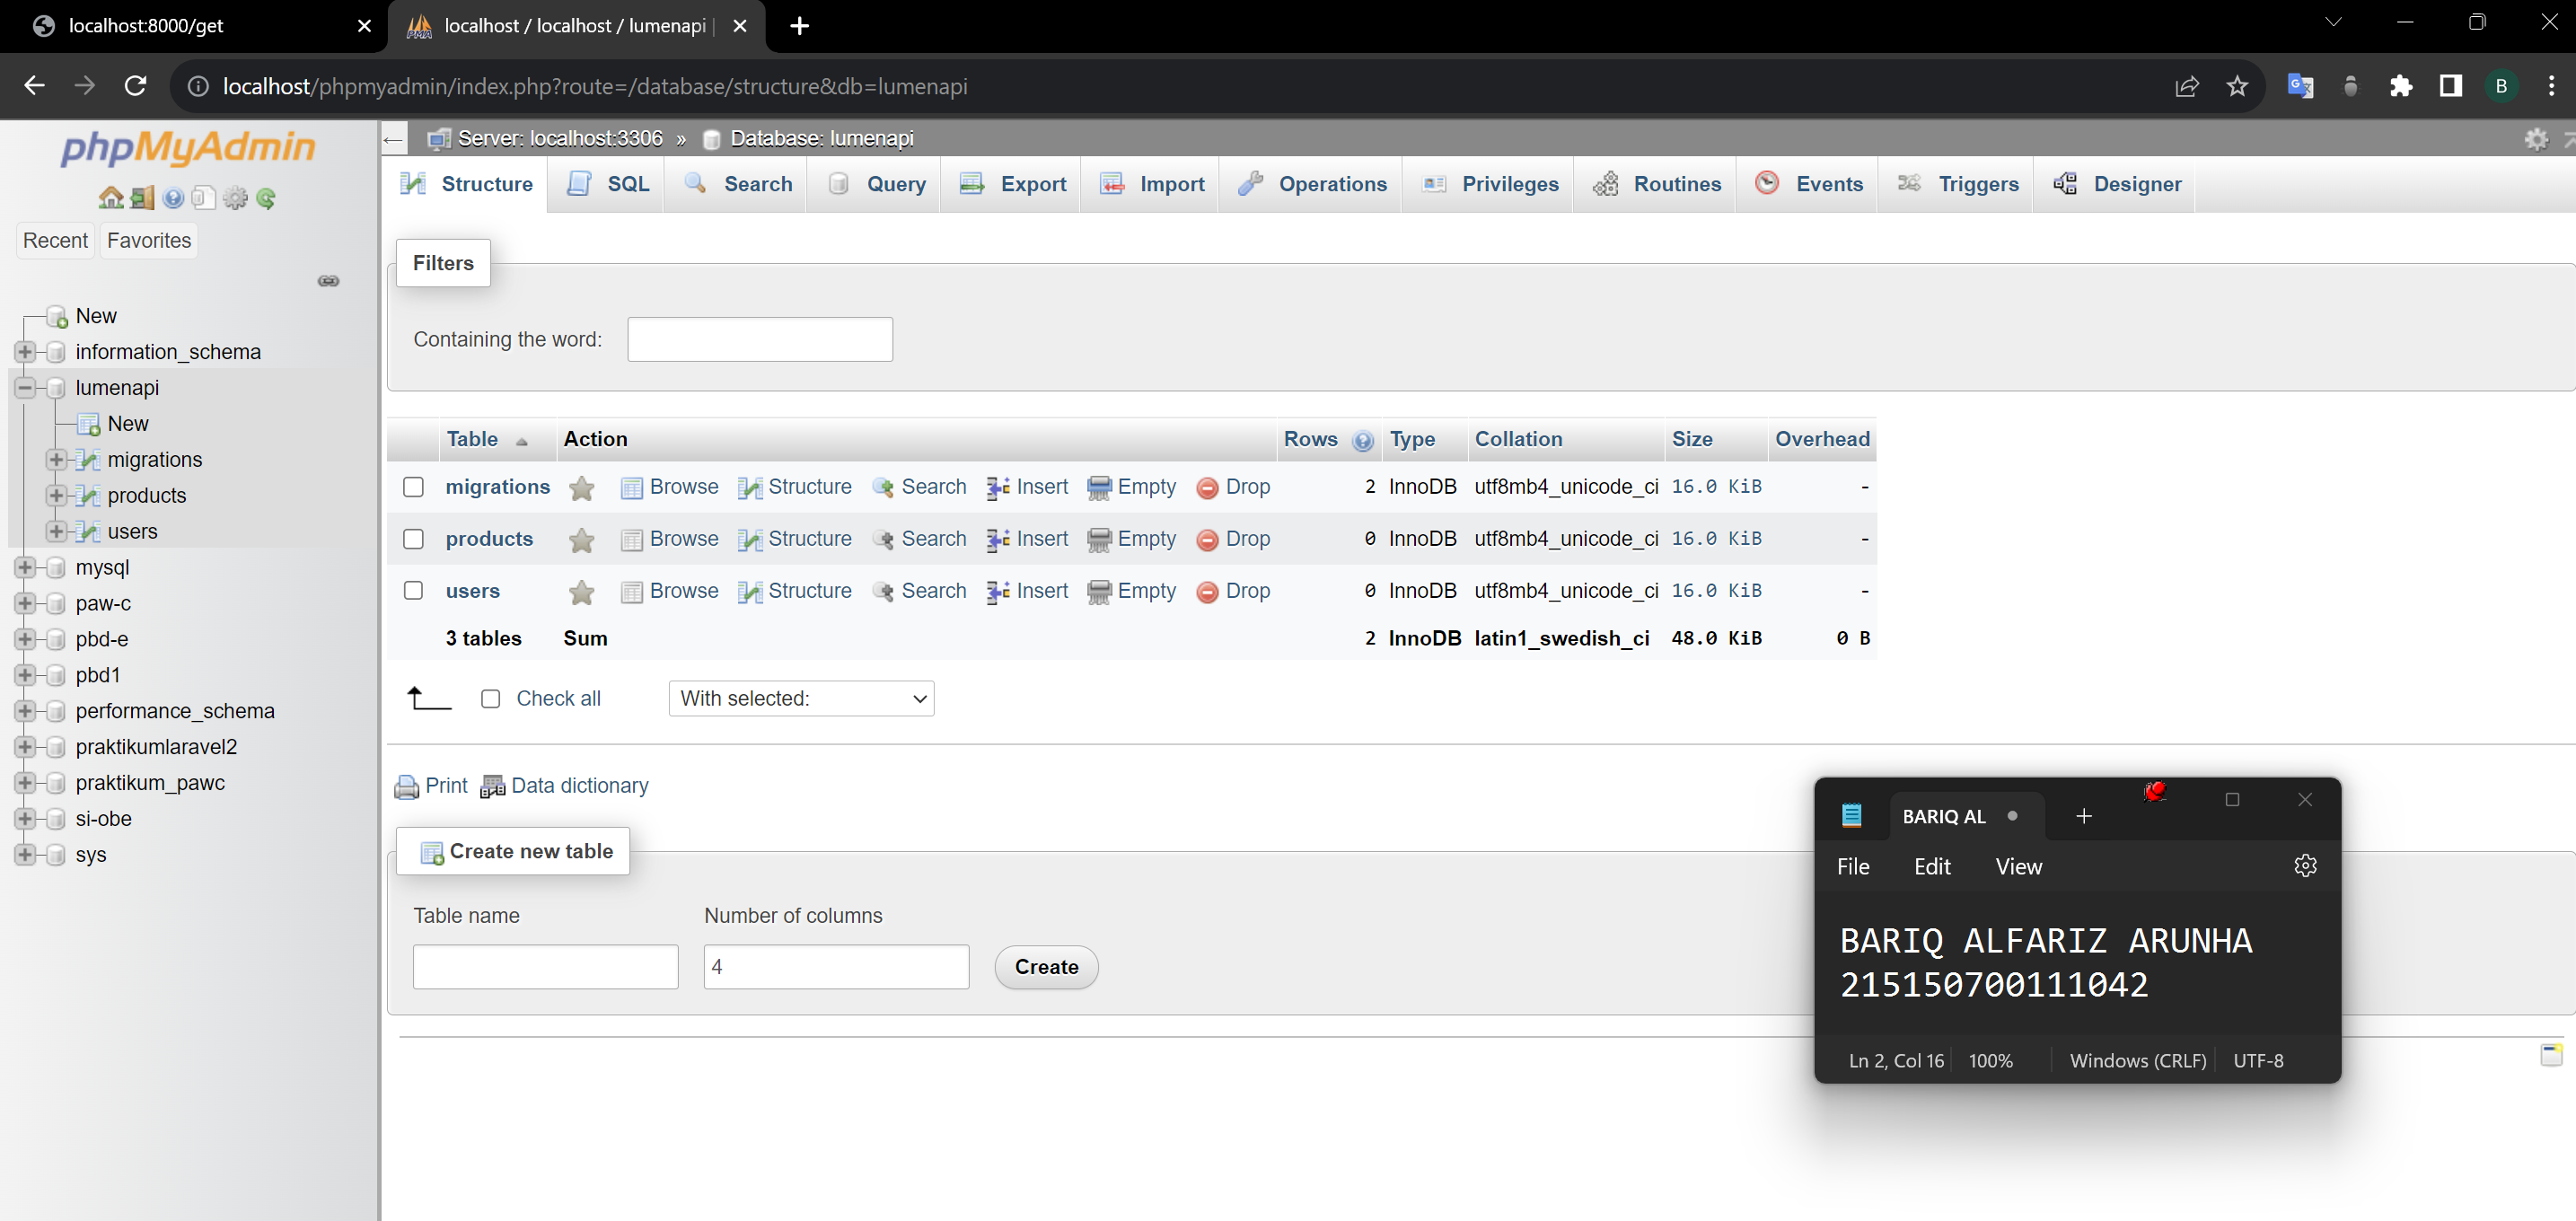 localhost:8000/get
localhost / localhost / lumenapi |
localhost/phpmyadmin/index.php?route=/database/structure&db=lumenapi
B
phpMyAdmin
Recent Favorites
New
information_schema
lumenapi
New
migrations
products
users
mysql
paw-c
pbd-e
pbd1
performance_schema
praktikumlaravel2
praktikum_pawc
si-obe
sys
Server: localhost:3306 » Database: lumenapi
Structure SQL Search Query Export Import Operations Privileges Routines Events Triggers Designer
Filters
Containing the word:
Table Action Rows Type Collation Size Overhead
migrations Browse Structure Search Insert Empty Drop 2 InnoDB utf8mb4_unicode_ci 16.0 KiB -
products Browse Structure Search Insert Empty Drop 0 InnoDB utf8mb4_unicode_ci 16.0 KiB -
users Browse Structure Search Insert Empty Drop 0 InnoDB utf8mb4_unicode_ci 16.0 KiB -
3 tables Sum 2 InnoDB latin1_swedish_ci 48.0 KiB 0 B
Check all With selected:
Print Data dictionary
Create new table
Table name Number of columns
4 Create
BARIQ AL
File Edit View
BARIQ ALFARIZ ARUNHA
215150700111042
Ln 2, Col 16 100% Windows (CRLF) UTF-8